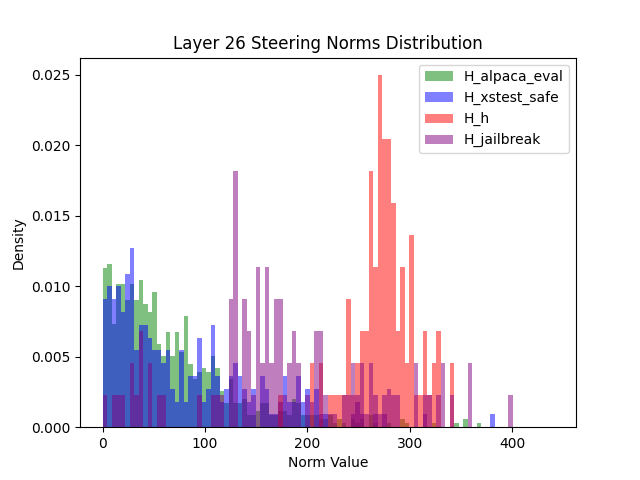 Layer 26 Steering Norms Distribution
H_alpaca_eval
H_xstest_safe
H_h
H_jailbreak
0.025
0.020
0.015
0.010
0.005
0.000
Density
0
100
200
300
400
Norm Value